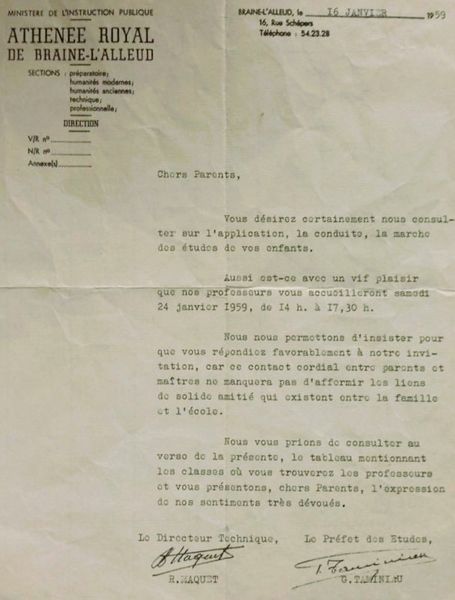 MINISTERE DE L'INSTRUCTION PUBLIQUE
ATHENEE ROYAL
DE BRAINE-L'ALLEUD
SECTIONS : préparatoire;
humanités modernes;
humanités anciennes;
technique;
professionnelle;
DIRECTION
V/R nº
N/R nº
Annexe(s)
BRAINE-L'ALLEUD, le 16 JANVIER 1959
16, Rue Schépers
Téléphone : 54.23.28
Chers Parents,
Vous désirez certainement nous consul-
ter sur l'application, la conduite, la marche
des études de vos enfants.
Aussi est-ce avec un vif plaisir
que nos professeurs vous accueilleront samedi
24 janvier 1959, de 14 h. à 17,30 h.
Nous nous permettons d'insister pour
que vous répondiez favorablement à notre invi-
tation, car ce contact cordial entre parents et
maîtres ne manquera pas d'affermir les liens
de solide amitié qui existent entre la famille
et l'école.
Nous vous prions de consulter au
verso de la présente, le tableau mentionnant
les classes où vous trouverez les professeurs
et vous présentons, chers Parents, l'expression
de nos sentiments très dévoués.
Le Directeur Technique, Le Préfet des Etudes,
R.MAQUET G.TAMINIAU